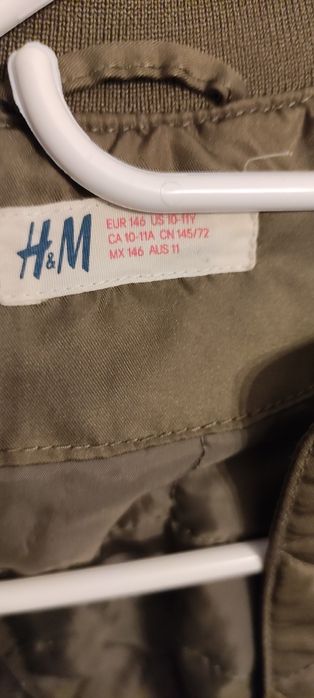 H&M
EUR 146 US 10-11Y
CA 10-11A CN 145/72
MX 146 AUS 11